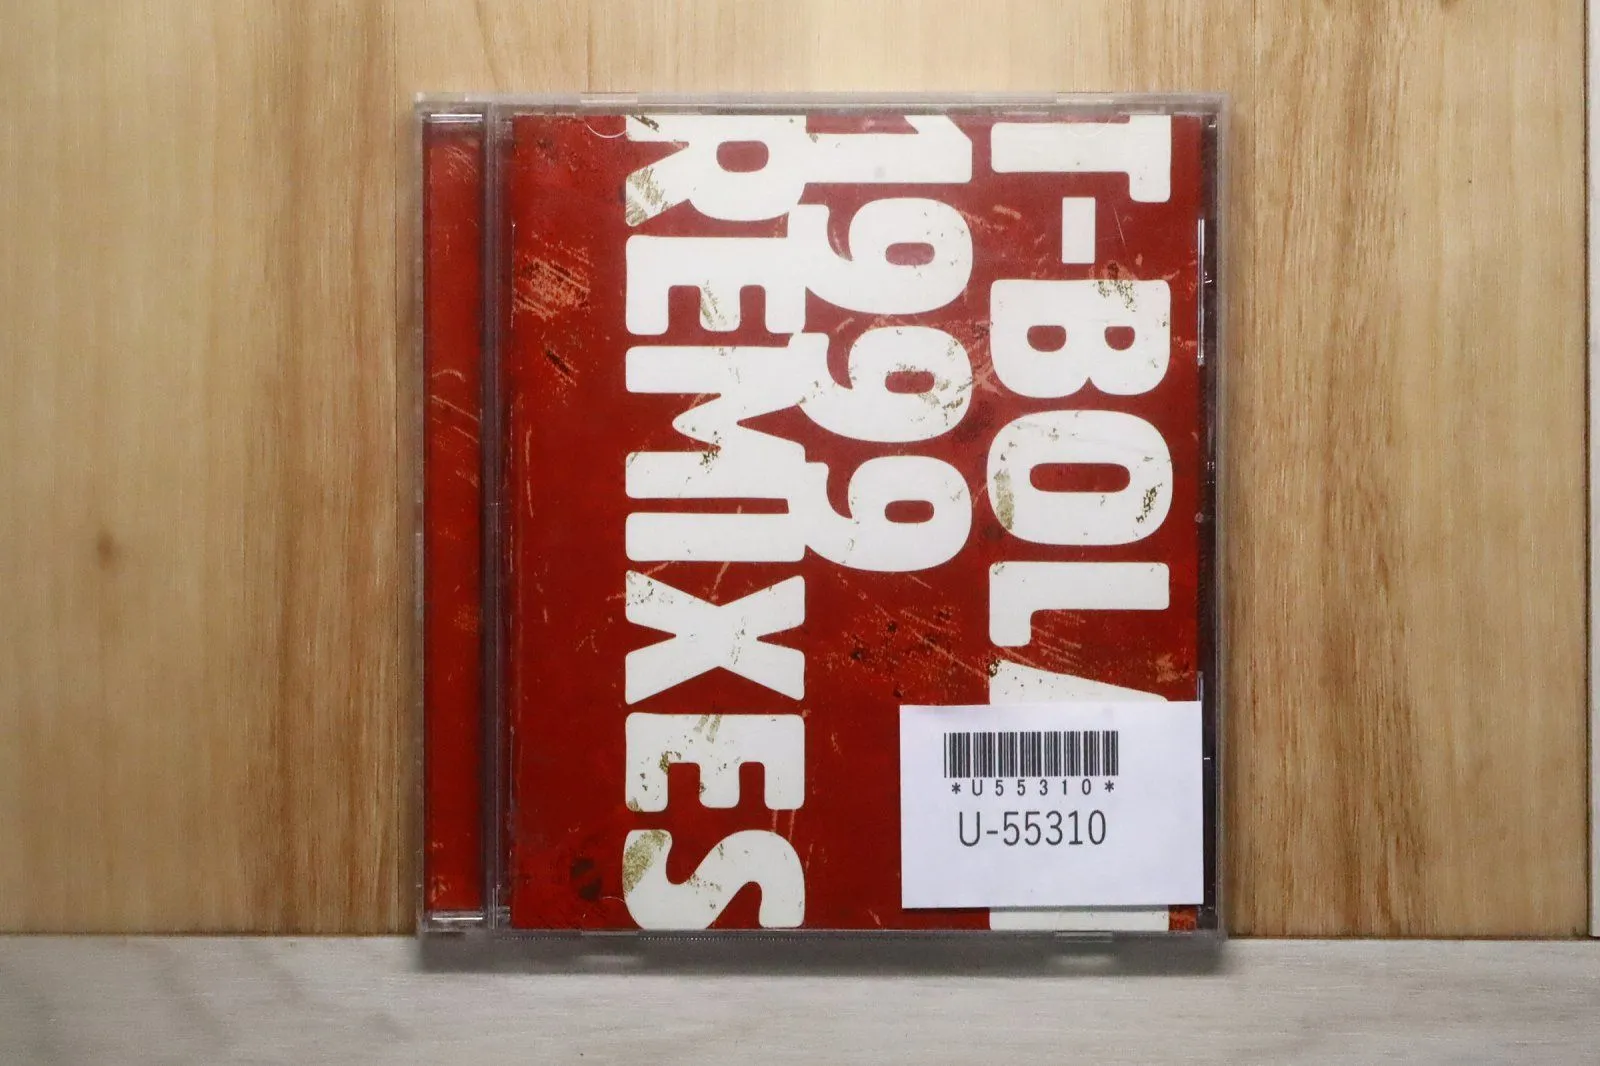 T-BOLA
1999
REMIXES
*U55310*
U-55310